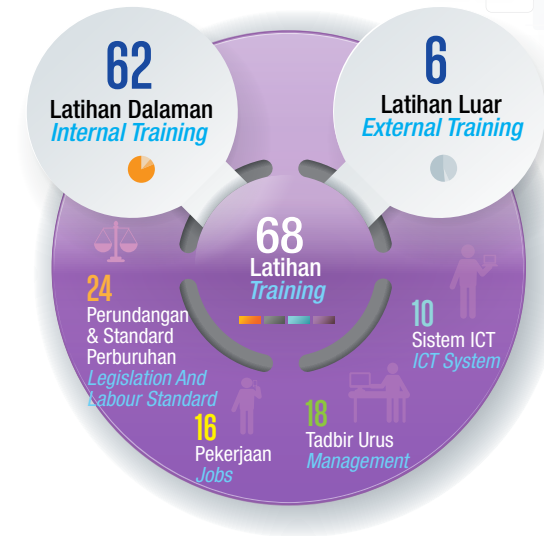 62
Latihan Dalaman
Internal Training
6
Latihan Luar
External Training
68
Latihan
Training
24
Perundangan
& Standard
Perburuhan
Legislation And
Labour Standard
16
Pekerjaan
Jobs
18
Tadbir Urus
Management
10
Sistem ICT
ICT System